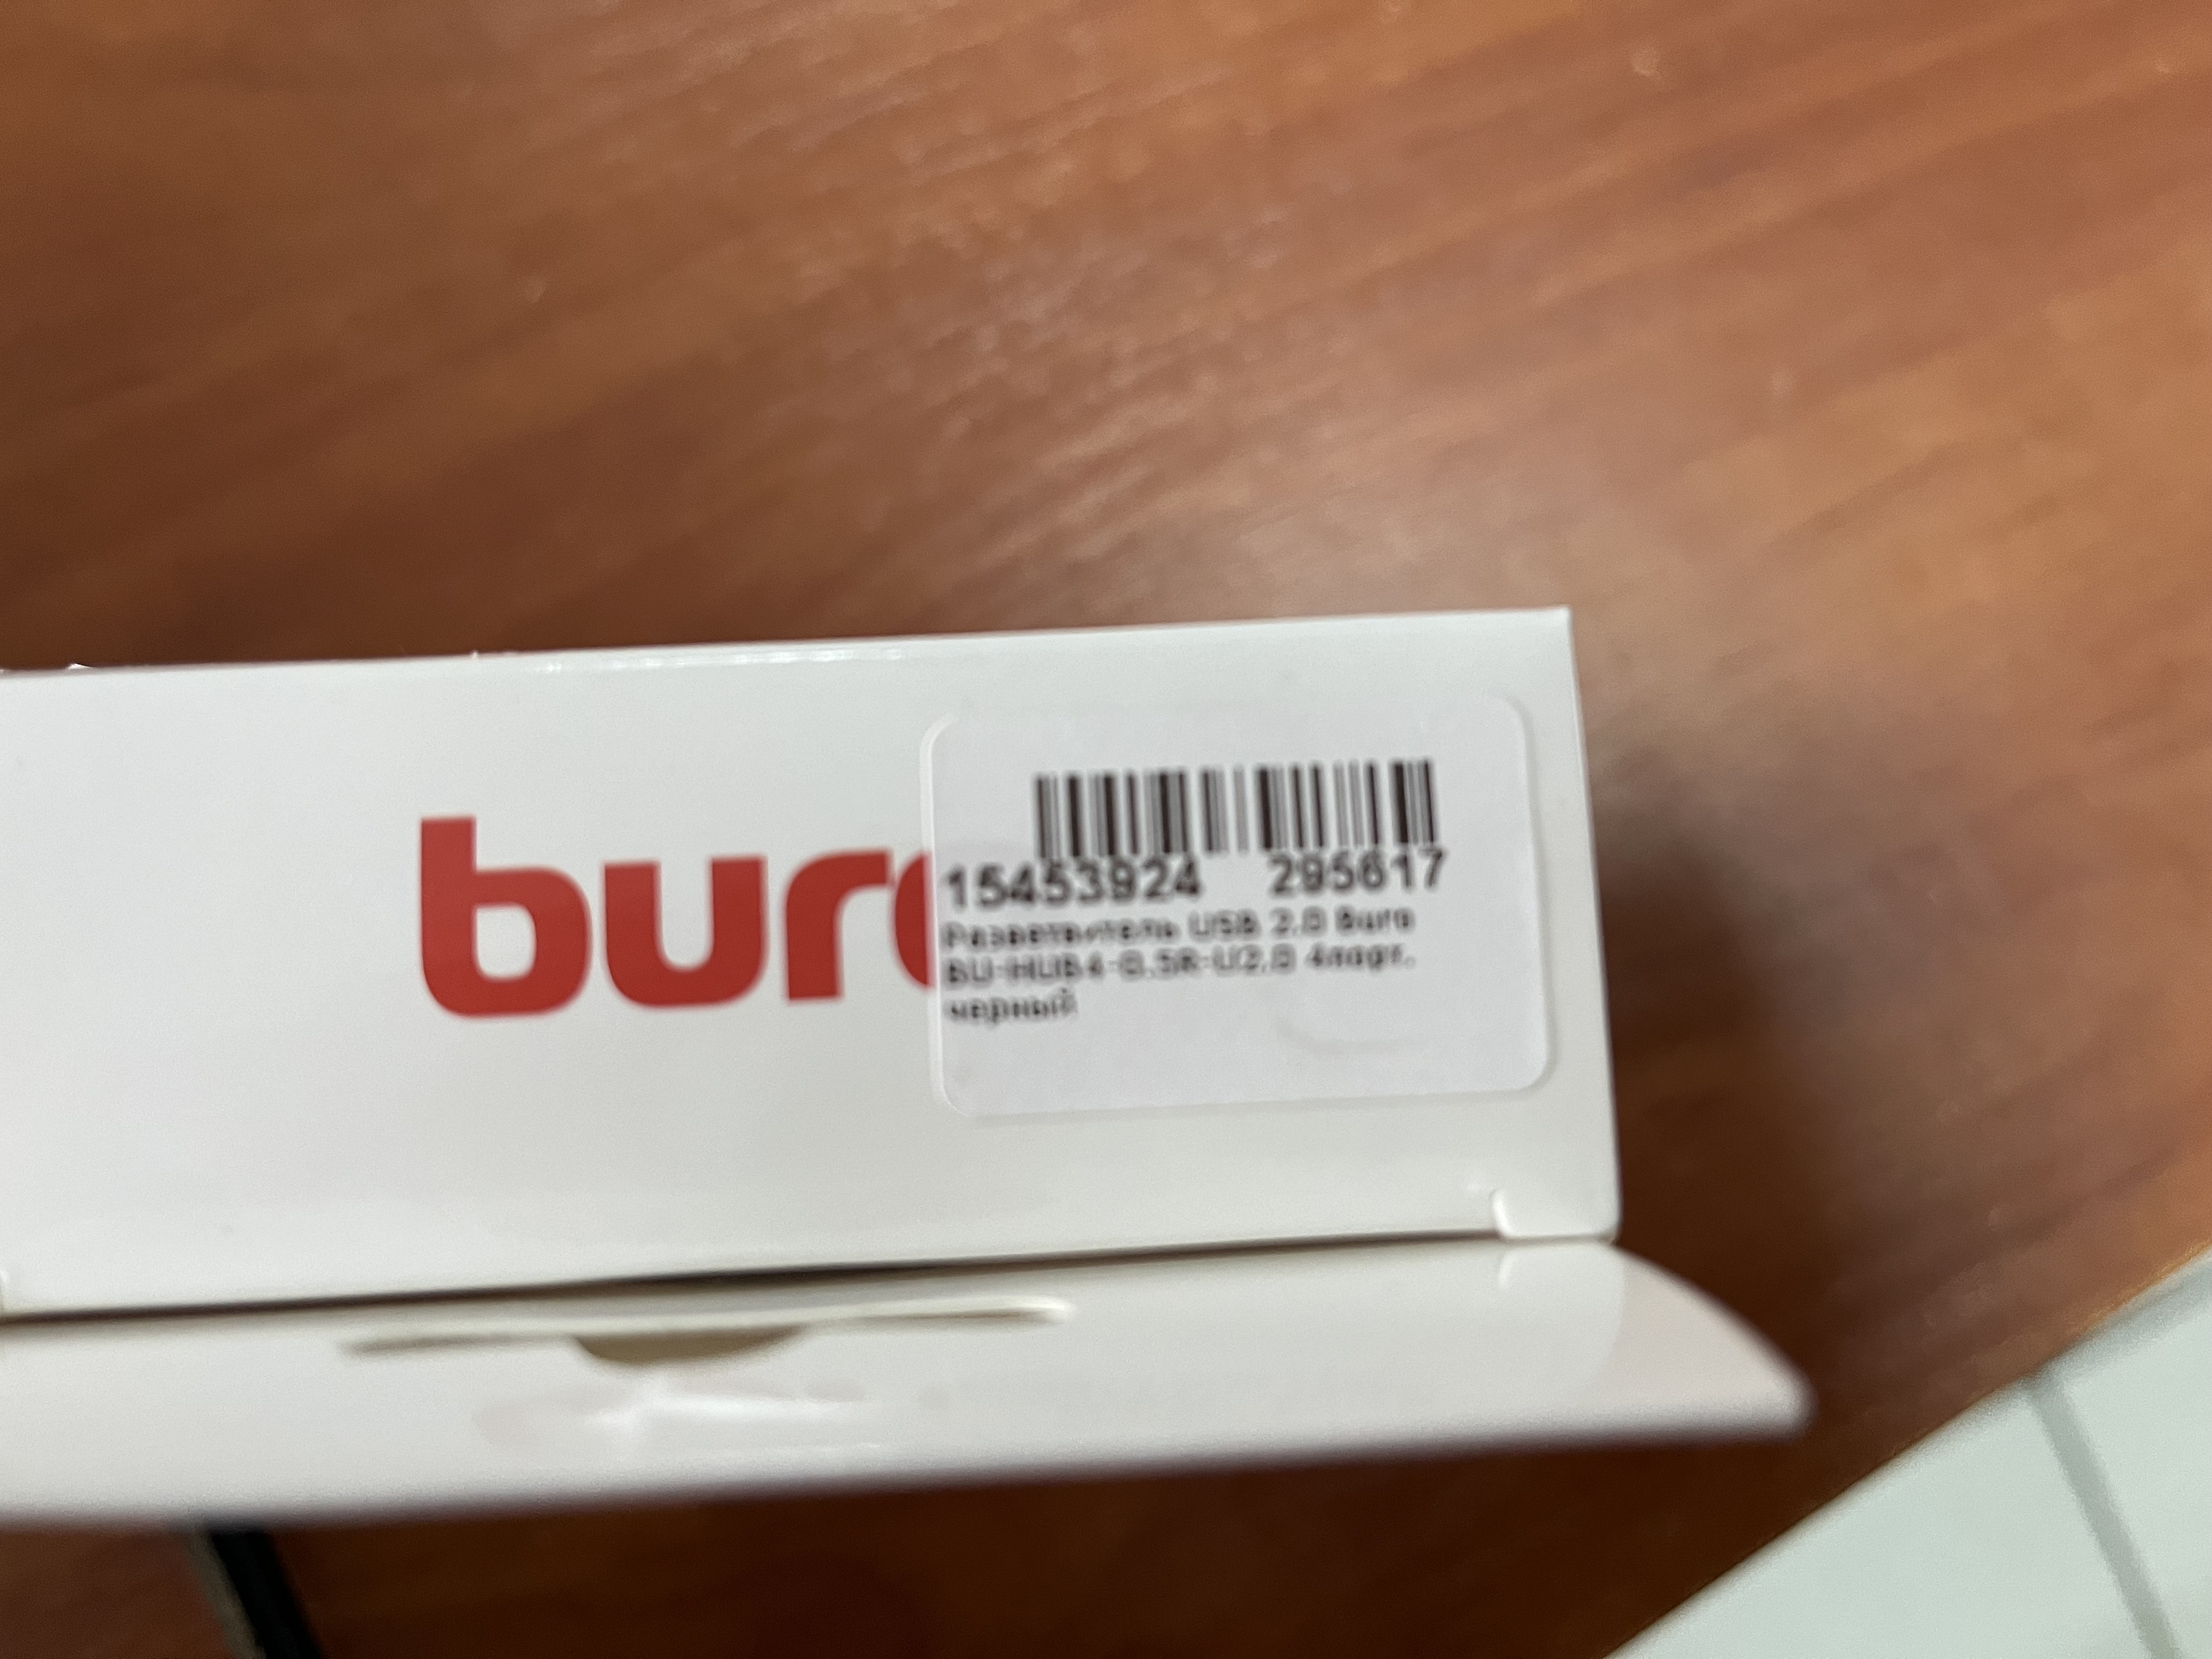 buro
15453924 295617
Разветвитель USB 2.0 Buro
BU-HUB4-0.5R-U2.0 4порт.
черный